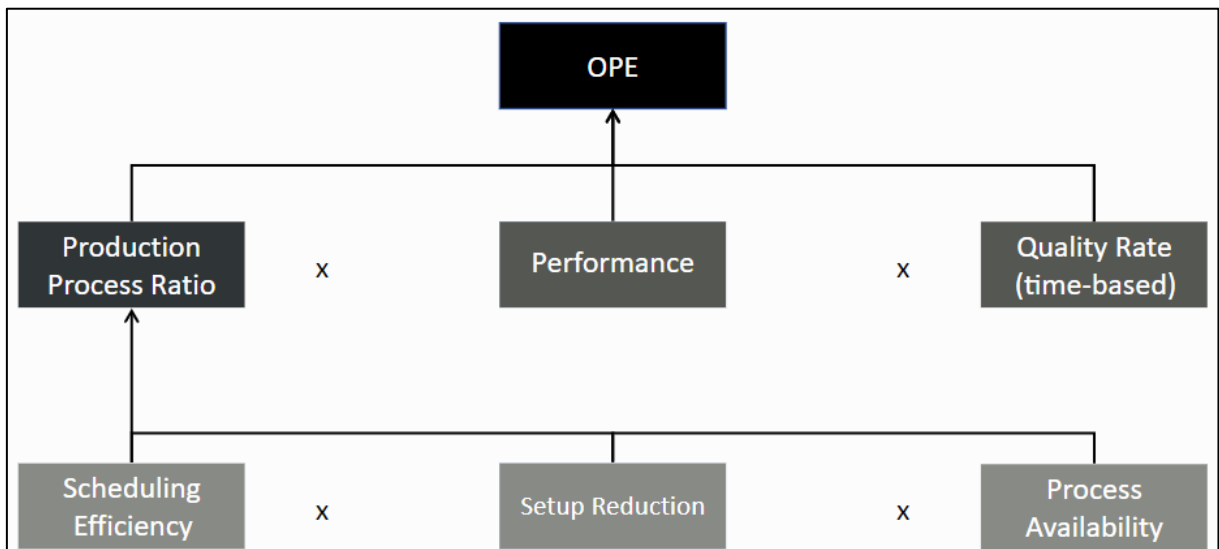 OPE
Production
Process Ratio
x
Performance
x
Quality Rate
(time-based)
Scheduling
Efficiency
x
Setup Reduction
x
Process
Availability